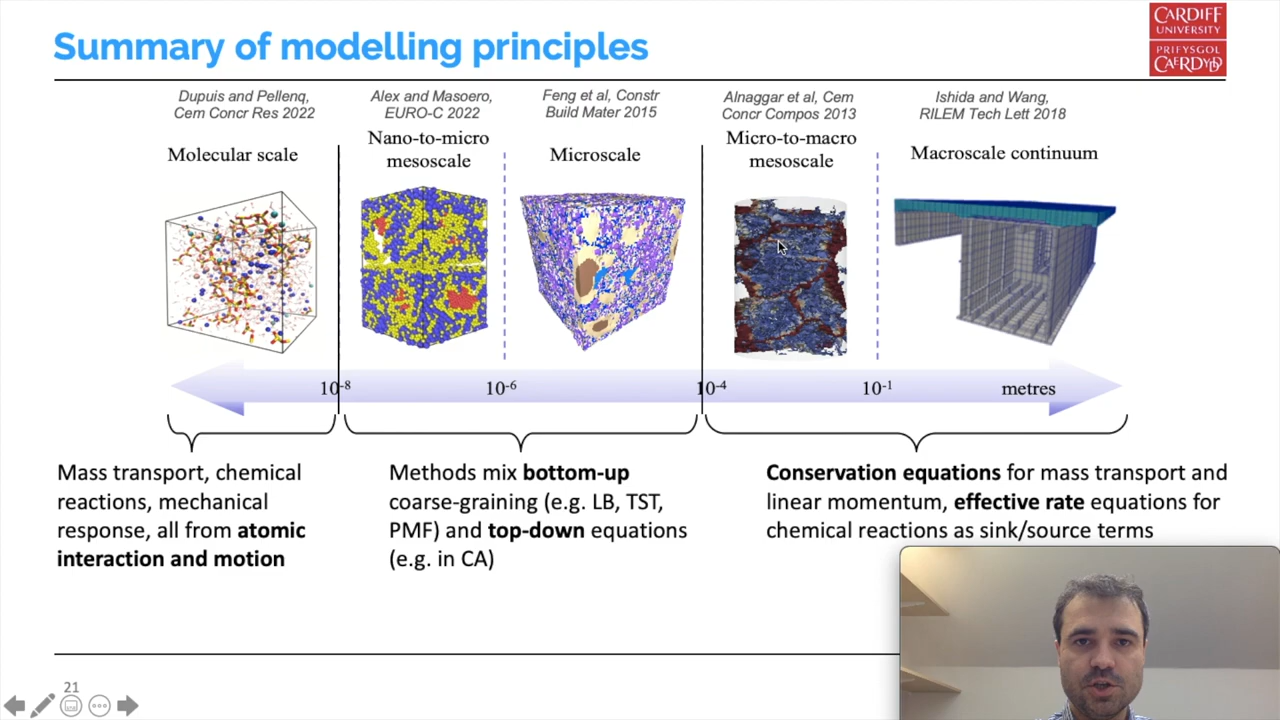 Summary of modelling principles
CARDIFF
UNIVERSITY
PRIFYSGOL
CAERDYDD
Dupuis and Pellenq,
Cem Concr Res 2022
Alex and Masoero,
EURO-C 2022
Feng et al, Constr
Build Mater 2015
Alnaggar et al, Cem
Concr Compos 2013
Ishida and Wang,
RILEM Tech Lett 2018
Molecular scale
Nano-to-micro
mesoscale
Microscale
Micro-to-macro
mesoscale
Macroscale continuum
10⁻⁸
10⁻⁶
10⁻⁴
10⁻¹
metres
Mass transport, chemical
reactions, mechanical
response, all from atomic
interaction and motion
Methods mix bottom-up
coarse-graining (e.g. LB, TST,
PMF) and top-down equations
(e.g. in CA)
Conservation equations for mass transport and
linear momentum, effective rate equations for
chemical reactions as sink/source terms
21